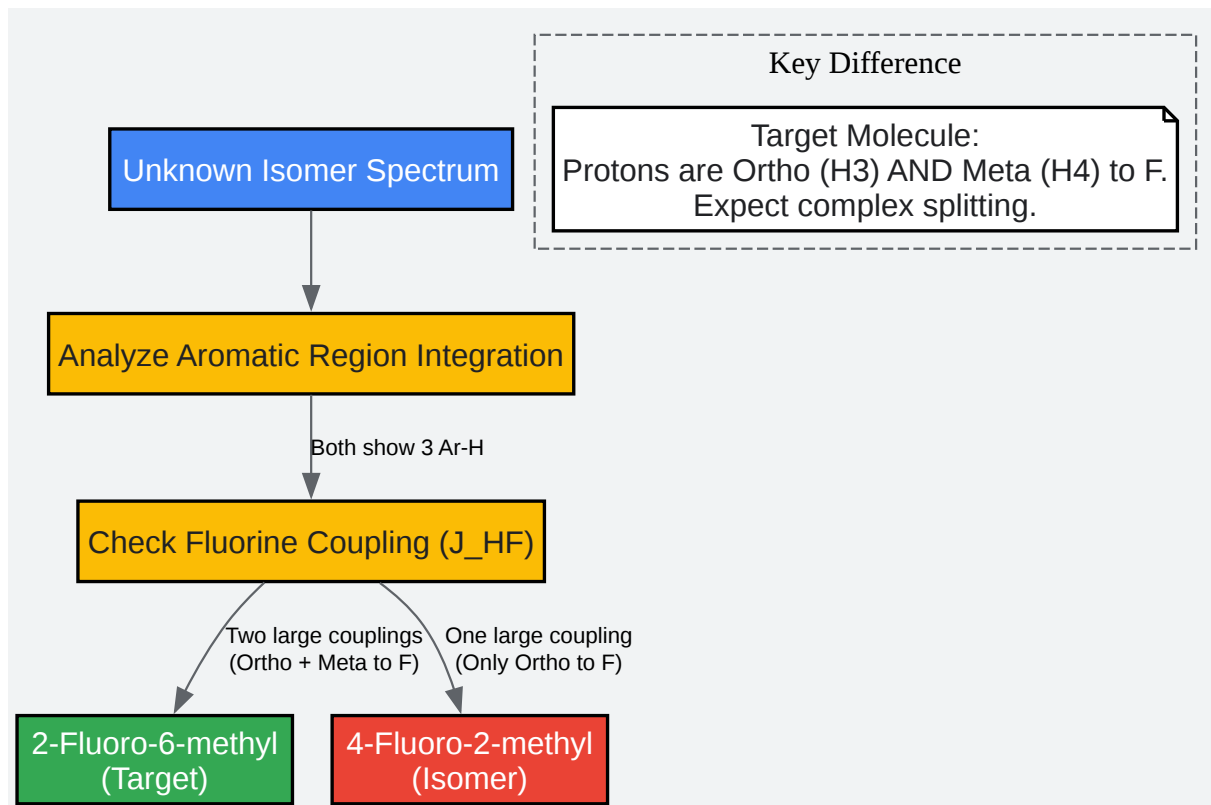 Key Difference
Target Molecule:
Protons are Ortho (H3) AND Meta (H4) to F.
Expect complex splitting.
Unknown Isomer Spectrum
Analyze Aromatic Region Integration
Both show 3 Ar-H
Check Fluorine Coupling (J_HF)
Two large couplings
(Ortho + Meta to F)
One large coupling
(Only Ortho to F)
2-Fluoro-6-methyl
(Target)
4-Fluoro-2-methyl
(Isomer)